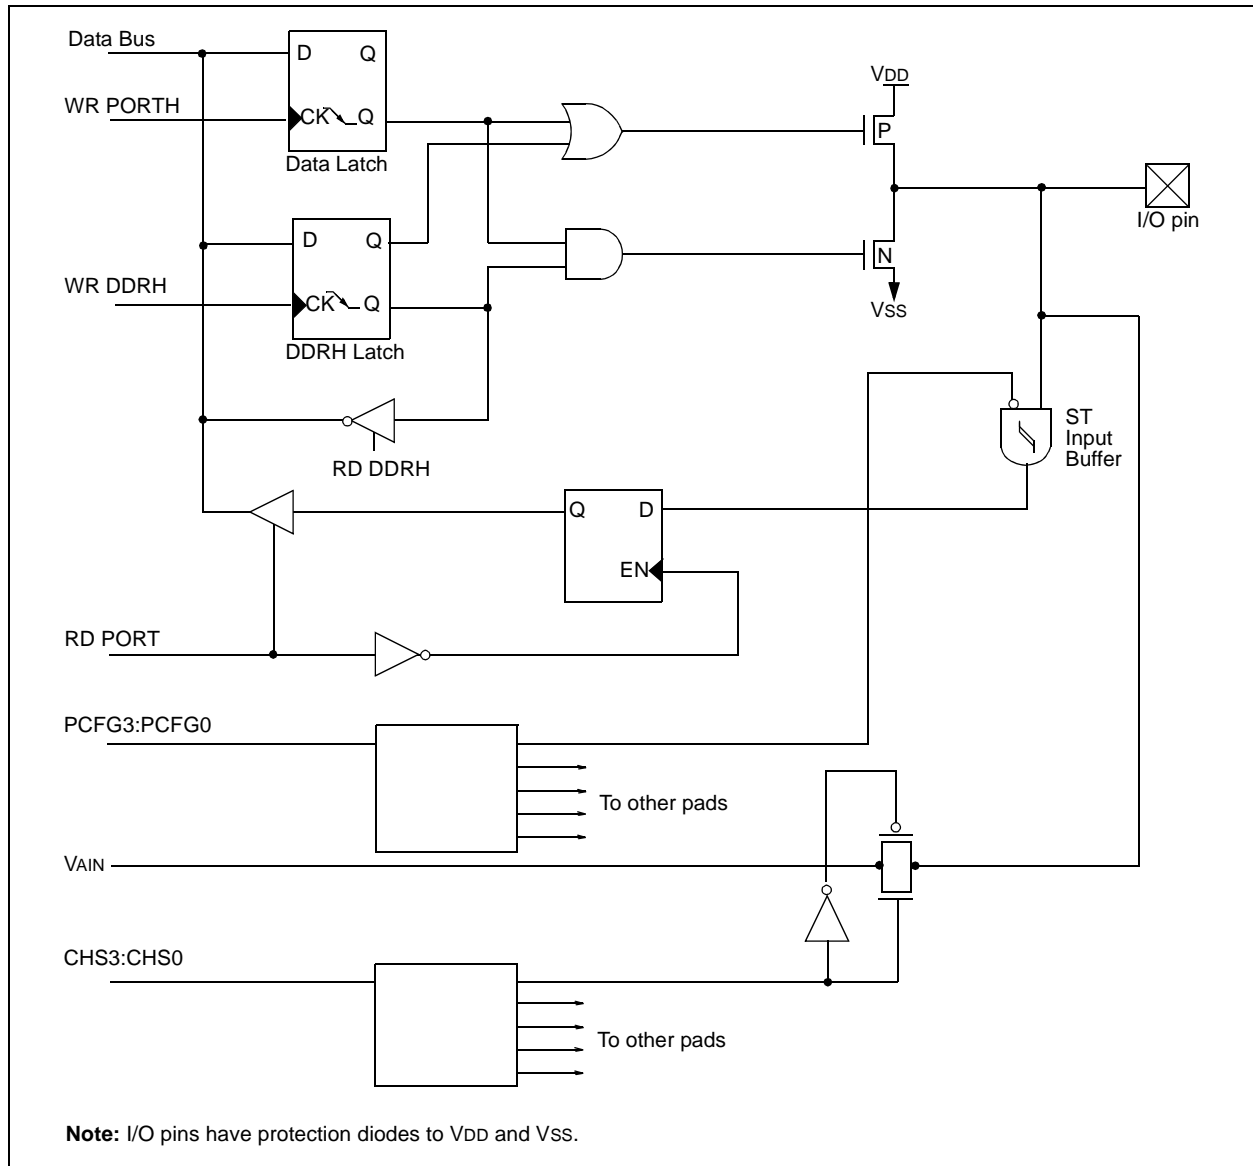 Data Bus
D Q
VDD
WR PORTH
CK Q
P
Data Latch
I/O pin
D Q
N
WR DDRH
CK Q
VSS
DDRH Latch
ST
Input
Buffer
RD DDRH
Q D
EN
RD PORT
PCFG3:PCFG0
To other pads
VAIN
CHS3:CHS0
To other pads
Note: I/O pins have protection diodes to VDD and VSS.